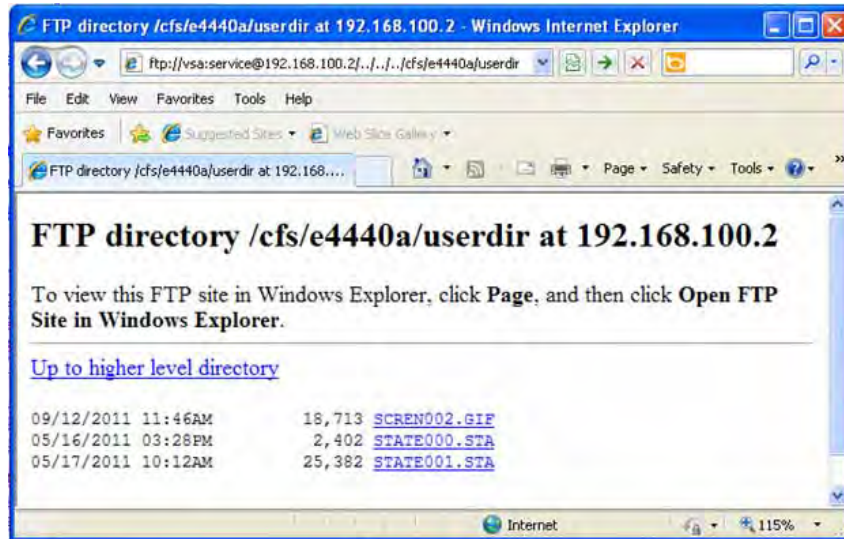 FTP directory /cfs/e4440a/userdir at 192.168.100.2 - Windows Internet Explorer
ftp://vsa:service@192.168.100.2/../../../cfs/e4440a/userdir
File Edit View Favorites Tools Help
Favorites Suggested Sites Web Slice Gallery
FTP directory /cfs/e4440a/userdir at 192.168.... Page Safety Tools »
FTP directory /cfs/e4440a/userdir at 192.168.100.2
To view this FTP site in Windows Explorer, click Page, and then click Open FTP
Site in Windows Explorer.
Up to higher level directory
09/12/2011 11:46AM 18,713 SCREN002.GIF
05/16/2011 03:28PM 2,402 STATE000.STA
05/17/2011 10:12AM 25,382 STATE001.STA
Internet 115%